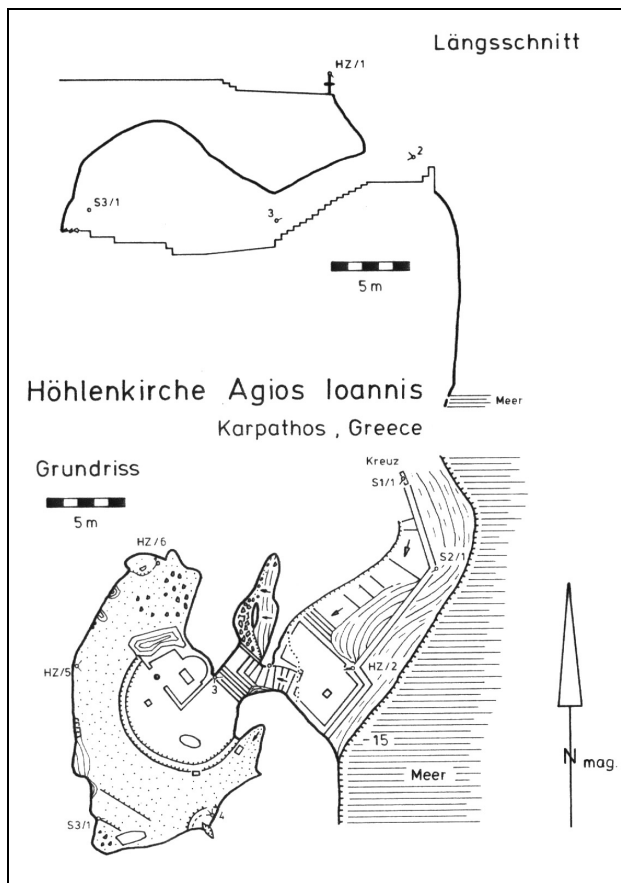 Längsschnitt
HZ/1
2
S3/1
3
5 m
Höhlenkirche Agios Ioannis
Meer
Karpathos , Greece
Kreuz
S1/1
Grundriss
5 m
HZ/6
S2/1
HZ/5
HZ/2
3
-15
N mag.
Meer
S3/1
4